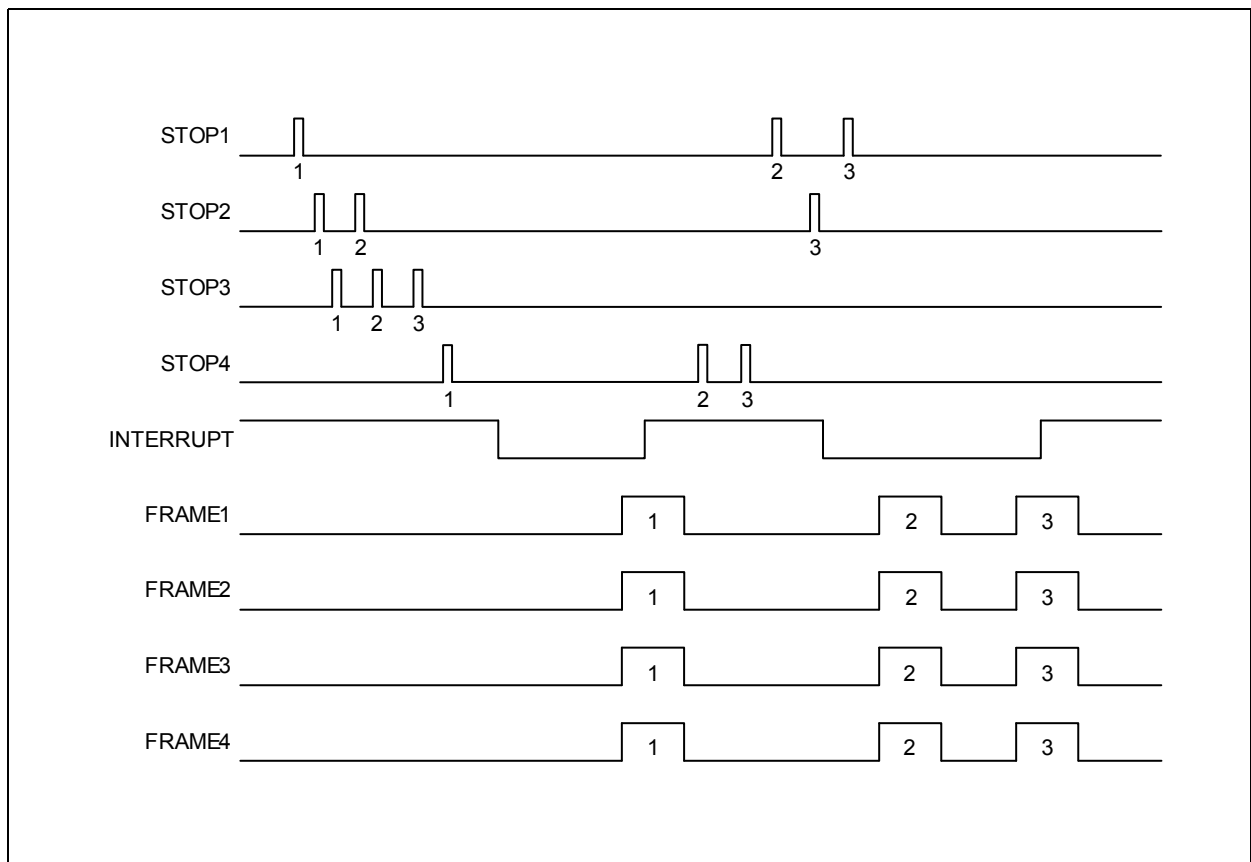 STOP1
1 2 3
STOP2
1 2 3
STOP3
1 2 3
STOP4
1 2 3
INTERRUPT
FRAME1 1 2 3
FRAME2 1 2 3
FRAME3 1 2 3
FRAME4 1 2 3